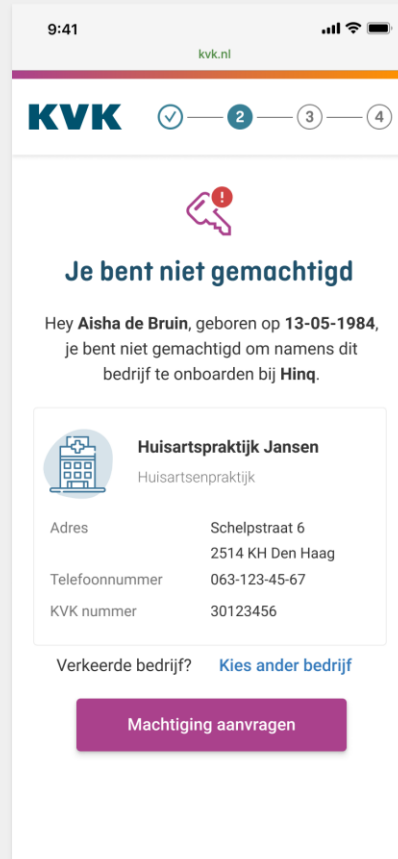 9:41
kvk.nl
KVK
2
3
4
!
Je bent niet gemachtigd
Hey Aisha de Bruin, geboren op 13-05-1984,
je bent niet gemachtigd om namens dit
bedrijf te onboarden bij Hinq.
Huisartspraktijk Jansen
Huisartsenpraktijk
Adres Schelpstraat 6
2514 KH Den Haag
Telefoonnummer 063-123-45-67
KVK nummer 30123456
Verkeerde bedrijf? Kies ander bedrijf
Machtiging aanvragen